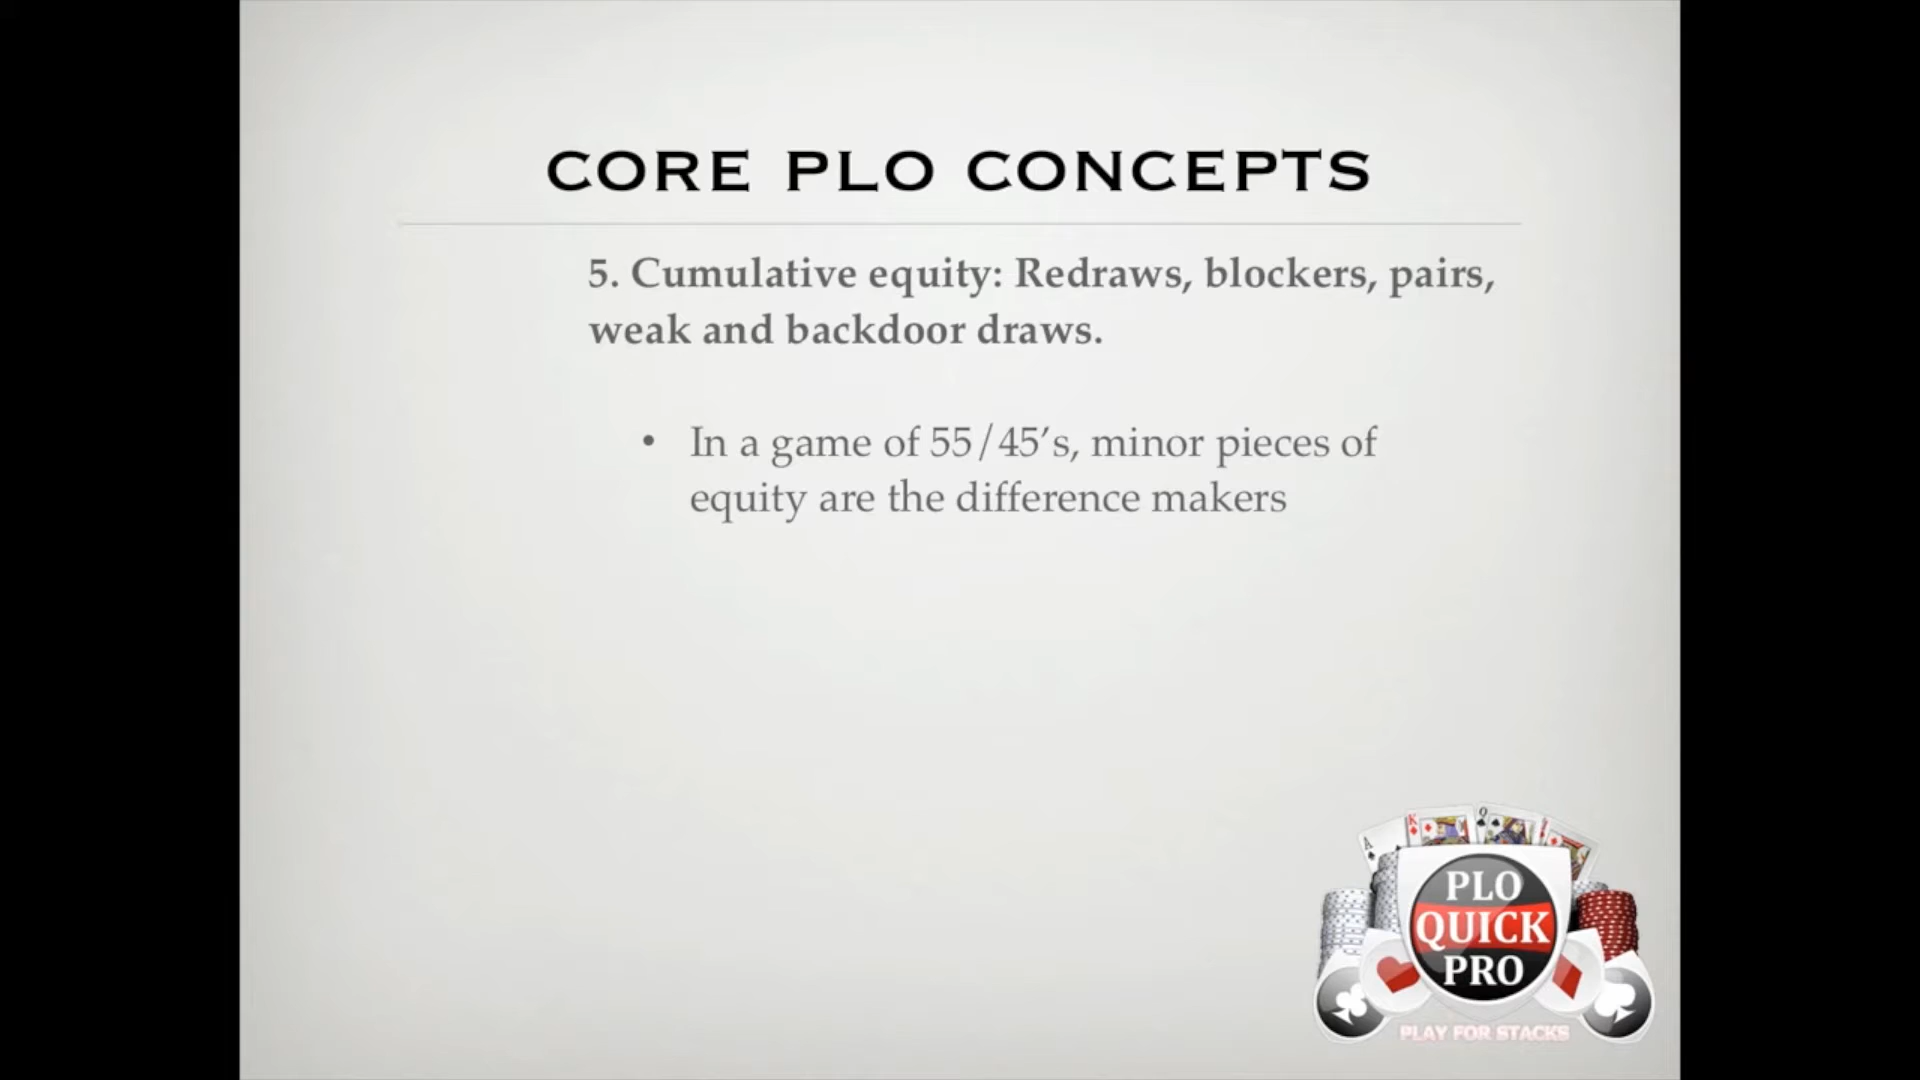 CORE PLO CONCEPTS
5. Cumulative equity: Redraws, blockers, pairs,
weak and backdoor draws.
• In a game of 55/45’s, minor pieces of
equity are the difference makers
A
K
Q
PLO
QUICK
PRO
PLAY FOR STACKS